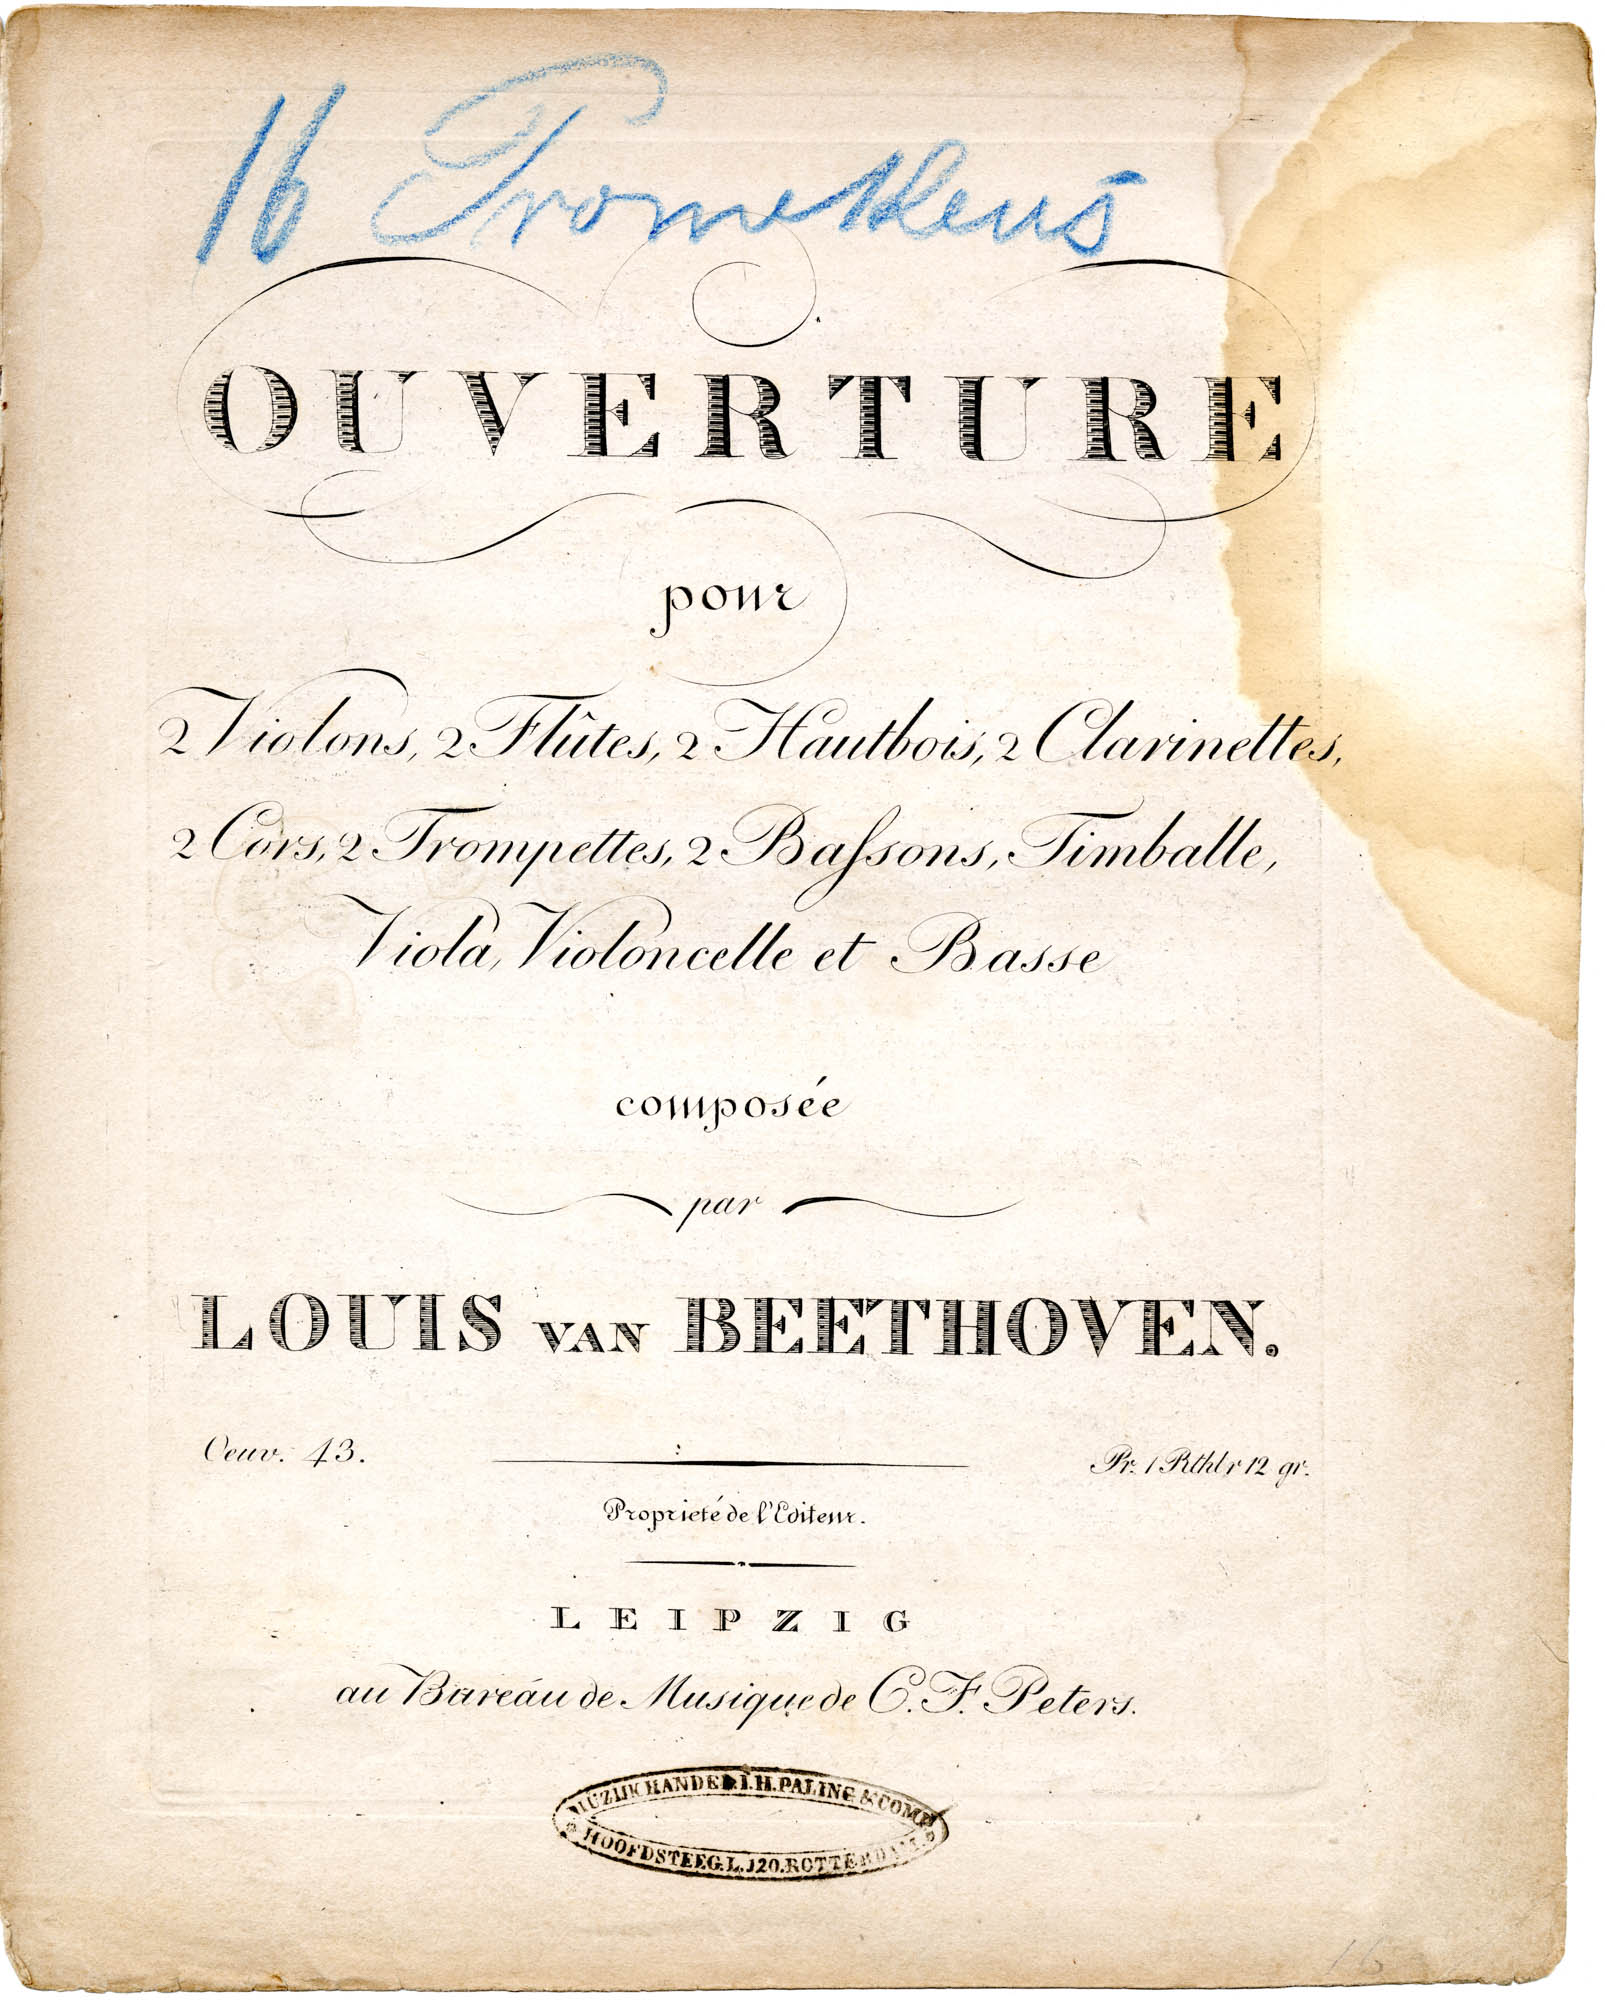 16 Prometheus
OUVERTURE
pour
2 Violons, 2 Flûtes, 2 Hautbois, 2 Clarinettes,
2 Cors, 2 Trompettes, 2 Baſsons, Timballe,
Viola, Violoncelle et Basse
composée
par
LOUIS VAN BEETHOVEN.
Oeuv. 43.
Pr. 1 Rthlr 12 gr.
Proprieté de l'Editeur.
LEIPZIG
au Bureáu de Musique de C. F. Peters.
MUZIJKHANDEL I.H. PALING & COMP.
HOOFDSTEEG. L. 120. ROTTERDAM.
16